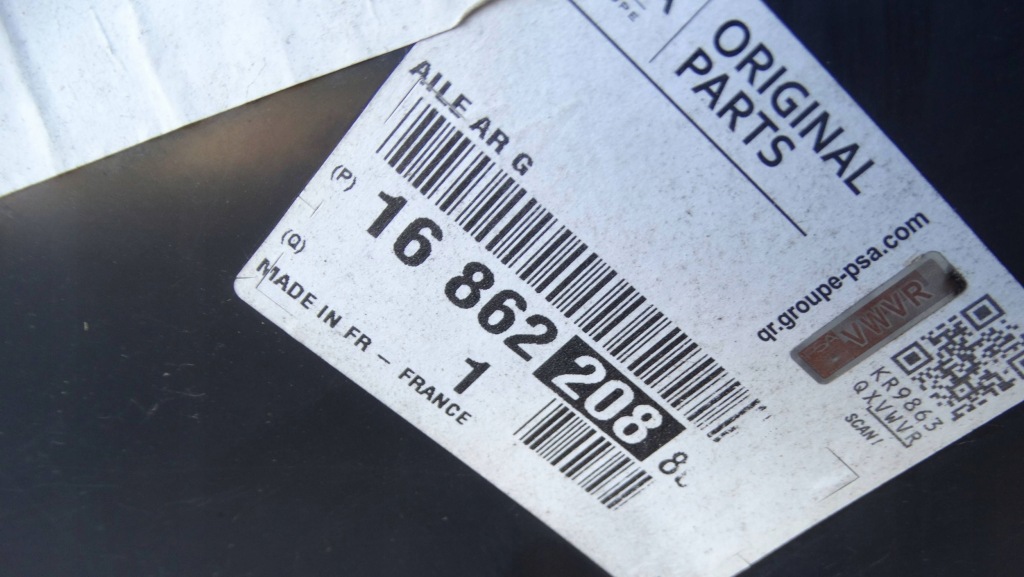 ORIGINAL
PARTS
AILE AR G
(P)
16 862 208 8
(Q)
1
MADE IN FR - FRANCE
qr.groupe-psa.com
VWVR
KR9863
QXVWVR
SCAN!